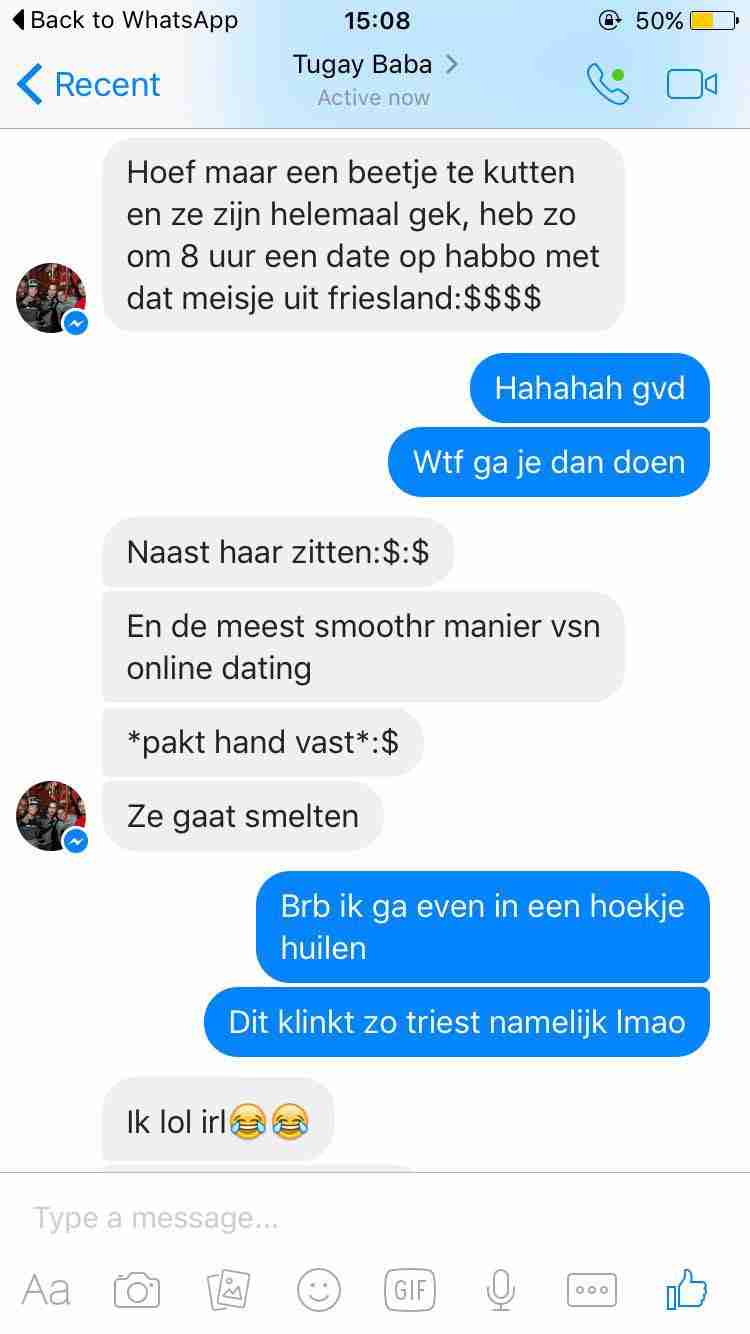 Back to WhatsApp 15:08 50%
Recent Tugay Baba
Active now
Hoef maar een beetje te kutten
en ze zijn helemaal gek, heb zo
om 8 uur een date op habbo met
dat meisje uit friesland:$$$$
Hahahah gvd
Wtf ga je dan doen
Naast haar zitten:$:$
En de meest smoothr manier vsn
online dating
*pakt hand vast*:$
Ze gaat smelten
Brb ik ga even in een hoekje
huilen
Dit klinkt zo triest namelijk lmao
Ik lol irl😂😂
Type a message...
Aa GIF